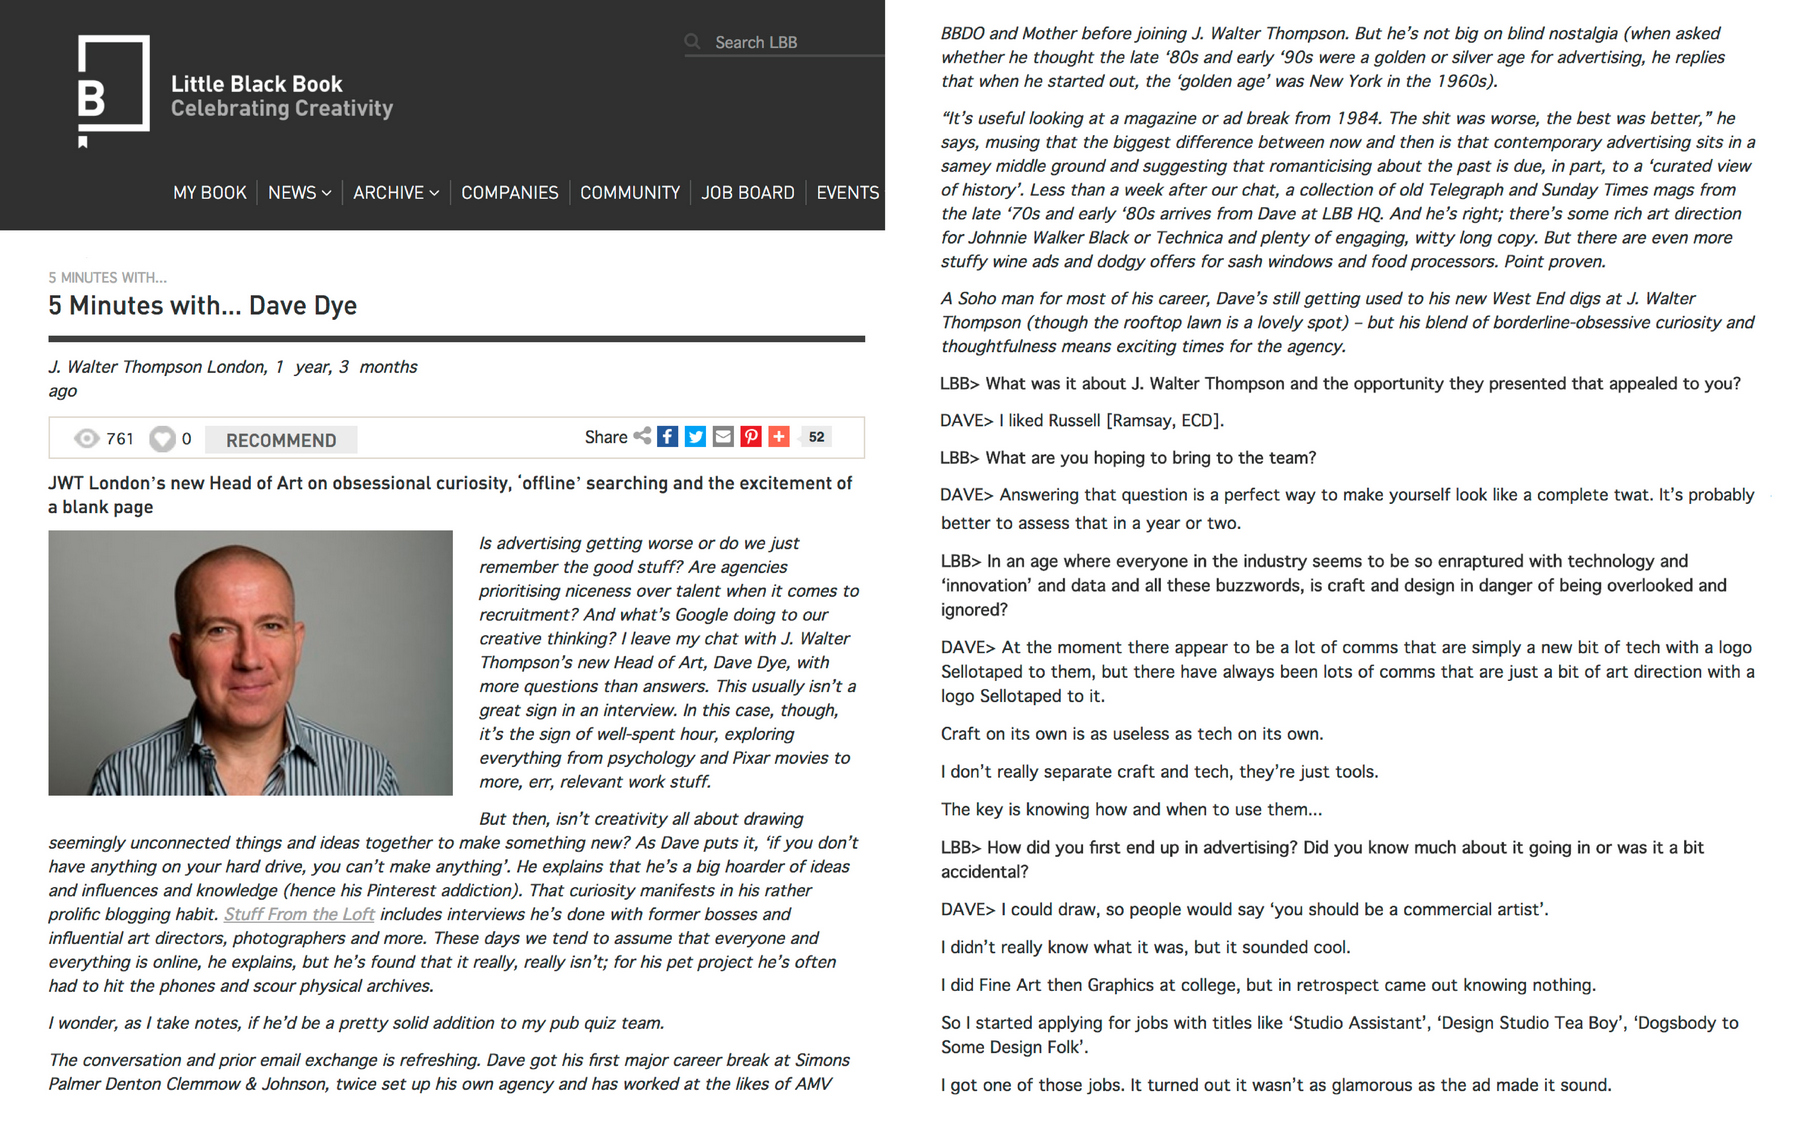 Search LBB
B
Little Black Book
Celebrating Creativity
MY BOOK
NEWS
ARCHIVE
COMPANIES
COMMUNITY
JOB BOARD
EVENTS
5 MINUTES WITH...
5 Minutes with... Dave Dye
J. Walter Thompson London, 1 year, 3 months
ago
761
0
RECOMMEND
Share
52
JWT London's new Head of Art on obsessional curiosity, 'offline' searching and the excitement of
a blank page
Is advertising getting worse or do we just
remember the good stuff? Are agencies
prioritising niceness over talent when it comes to
recruitment? And what's Google doing to our
creative thinking? I leave my chat with J. Walter
Thompson's new Head of Art, Dave Dye, with
more questions than answers. This usually isn't a
great sign in an interview. In this case, though,
it's the sign of well-spent hour, exploring
everything from psychology and Pixar movies to
more, err, relevant work stuff.
But then, isn't creativity all about drawing
seemingly unconnected things and ideas together to make something new? As Dave puts it, 'if you don't
have anything on your hard drive, you can't make anything'. He explains that he's a big hoarder of ideas
and influences and knowledge (hence his Pinterest addiction). That curiosity manifests in his rather
prolific blogging habit. Stuff From the Loft includes interviews he's done with former bosses and
influential art directors, photographers and more. These days we tend to assume that everyone and
everything is online, he explains, but he's found that it really, really isn't; for his pet project he's often
had to hit the phones and scour physical archives.
I wonder, as I take notes, if he'd be a pretty solid addition to my pub quiz team.
The conversation and prior email exchange is refreshing. Dave got his first major career break at Simons
Palmer Denton Clemmow & Johnson, twice set up his own agency and has worked at the likes of AMV
BBDO and Mother before joining J. Walter Thompson. But he's not big on blind nostalgia (when asked
whether he thought the late '80s and early '90s were a golden or silver age for advertising, he replies
that when he started out, the 'golden age' was New York in the 1960s).
"It's useful looking at a magazine or ad break from 1984. The shit was worse, the best was better," he
says, musing that the biggest difference between now and then is that contemporary advertising sits in a
samey middle ground and suggesting that romanticising about the past is due, in part, to a 'curated view
of history'. Less than a week after our chat, a collection of old Telegraph and Sunday Times mags from
the late '70s and early '80s arrives from Dave at LBB HQ. And he's right; there's some rich art direction
for Johnnie Walker Black or Technica and plenty of engaging, witty long copy. But there are even more
stuffy wine ads and dodgy offers for sash windows and food processors. Point proven.
A Soho man for most of his career, Dave's still getting used to his new West End digs at J. Walter
Thompson (though the rooftop lawn is a lovely spot) – but his blend of borderline-obsessive curiosity and
thoughtfulness means exciting times for the agency.
LBB> What was it about J. Walter Thompson and the opportunity they presented that appealed to you?
DAVE> I liked Russell [Ramsay, ECD].
LBB> What are you hoping to bring to the team?
DAVE> Answering that question is a perfect way to make yourself look like a complete twat. It's probably
better to assess that in a year or two.
LBB> In an age where everyone in the industry seems to be so enraptured with technology and
'innovation' and data and all these buzzwords, is craft and design in danger of being overlooked and
ignored?
DAVE> At the moment there appear to be a lot of comms that are simply a new bit of tech with a logo
Sellotaped to them, but there have always been lots of comms that are just a bit of art direction with a
logo Sellotaped to it.
Craft on its own is as useless as tech on its own.
I don't really separate craft and tech, they're just tools.
The key is knowing how and when to use them...
LBB> How did you first end up in advertising? Did you know much about it going in or was it a bit
accidental?
DAVE> I could draw, so people would say 'you should be a commercial artist'.
I didn't really know what it was, but it sounded cool.
I did Fine Art then Graphics at college, but in retrospect came out knowing nothing.
So I started applying for jobs with titles like 'Studio Assistant', 'Design Studio Tea Boy', 'Dogsbody to
Some Design Folk'.
I got one of those jobs. It turned out it wasn't as glamorous as the ad made it sound.